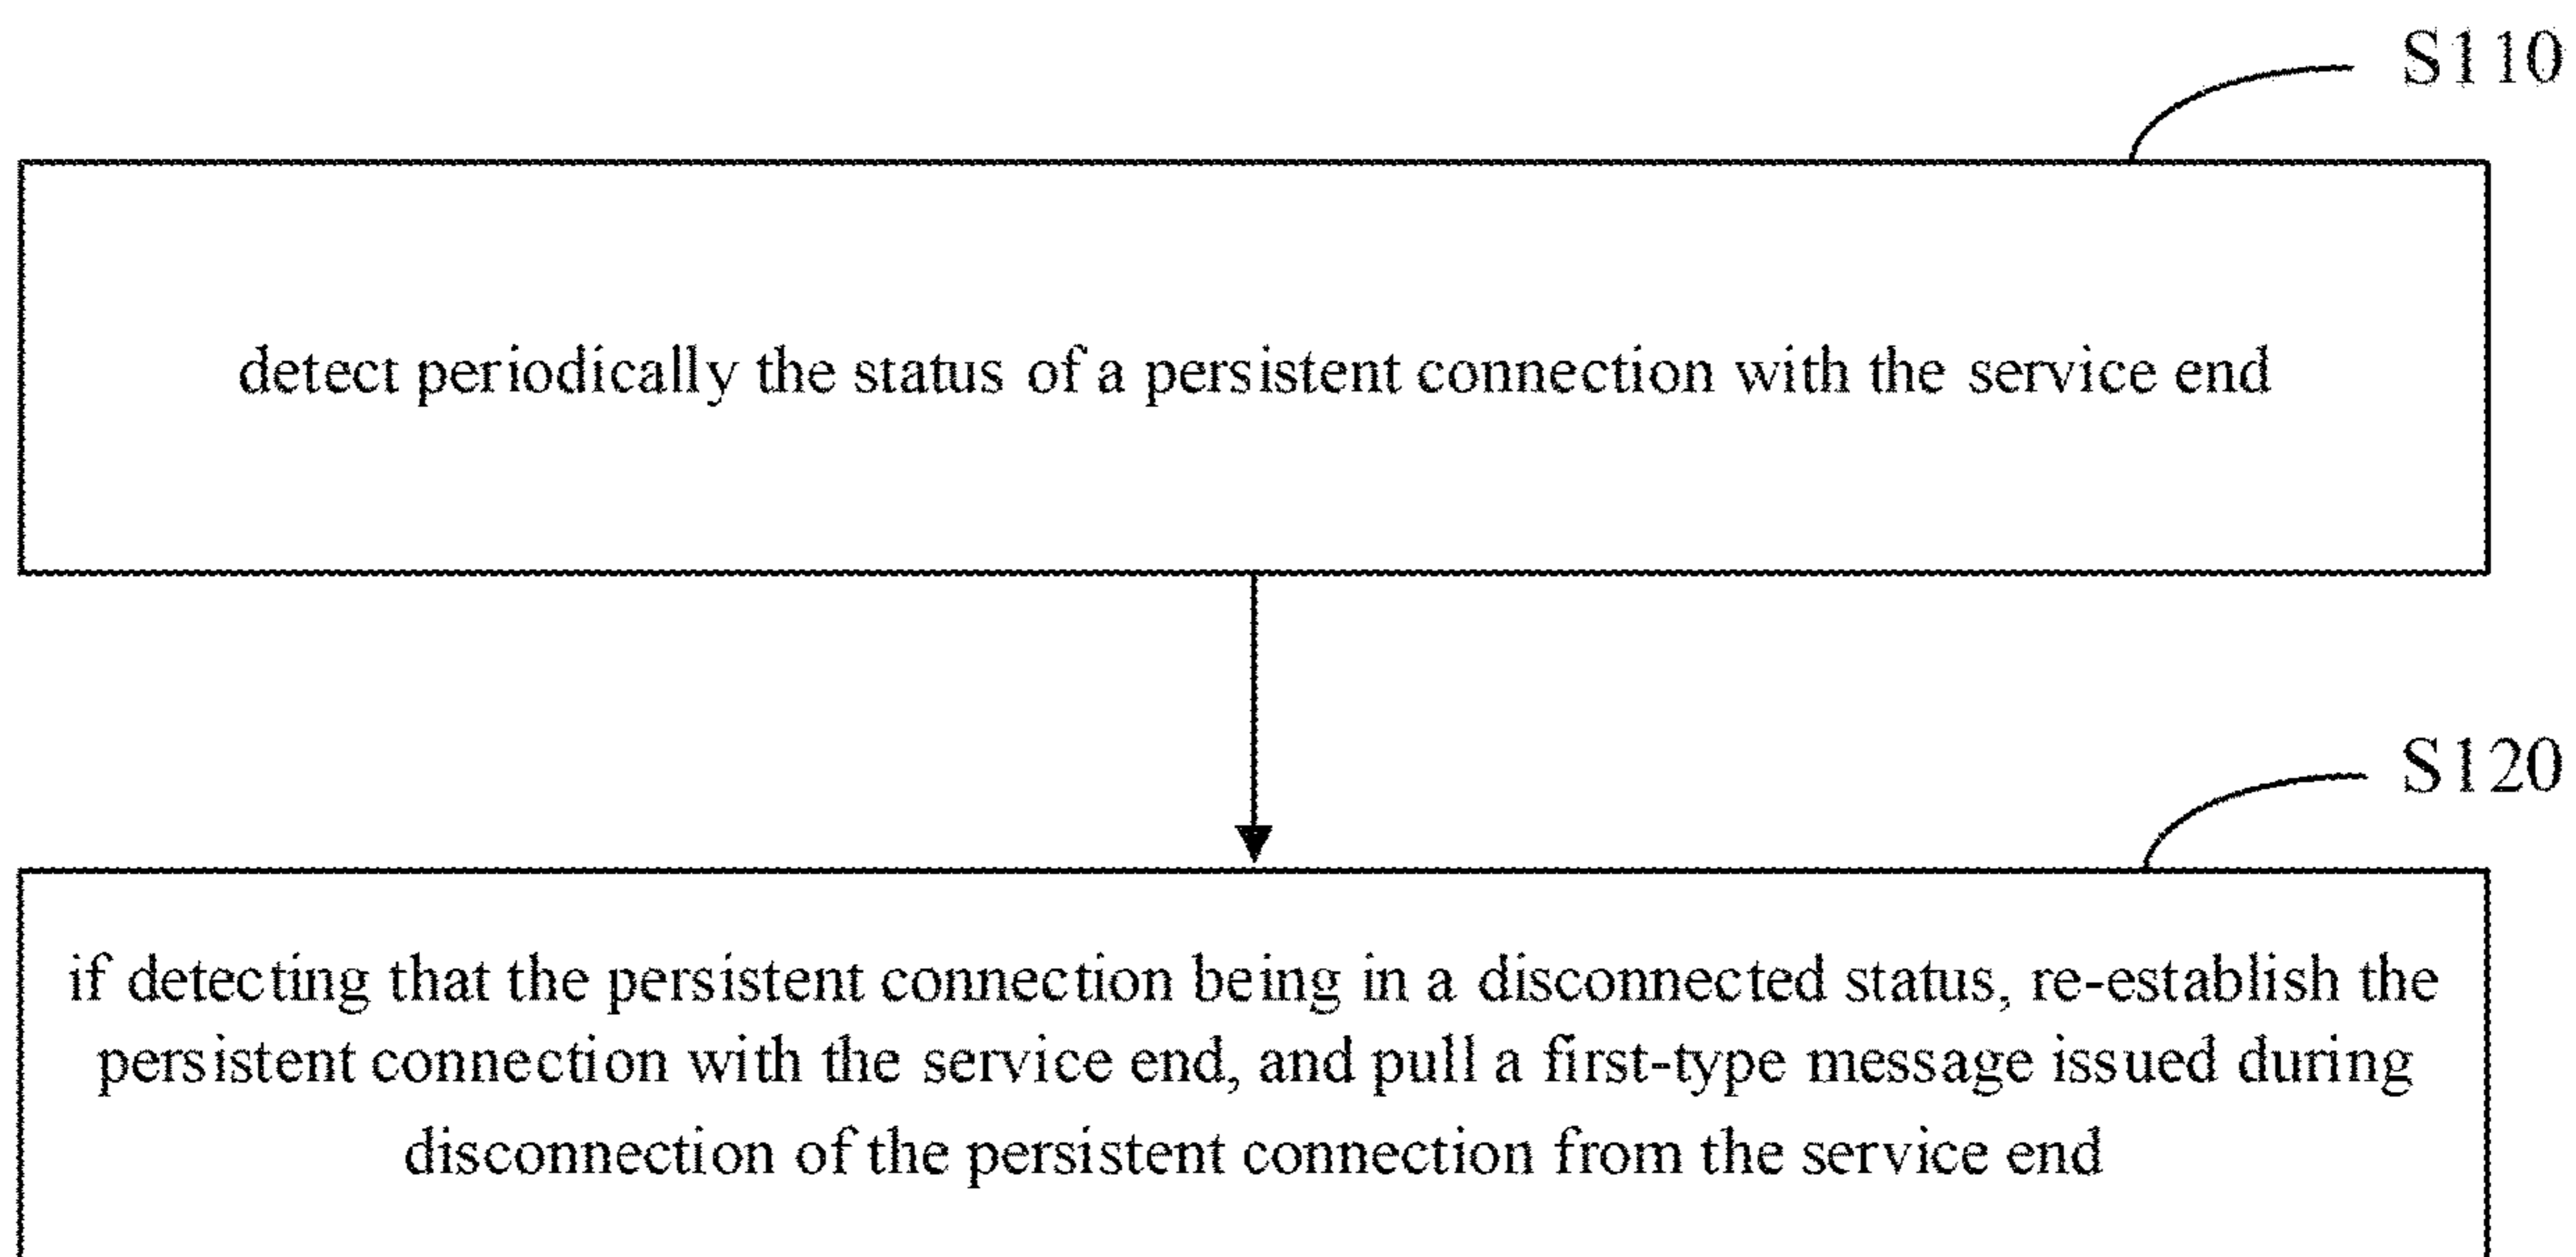 S110
detect periodically the status of a persistent connection with the service end
S120
if detecting that the persistent connection being in a disconnected status, re-establish the
persistent connection with the service end, and pull a first-type message issued during
disconnection of the persistent connection from the service end